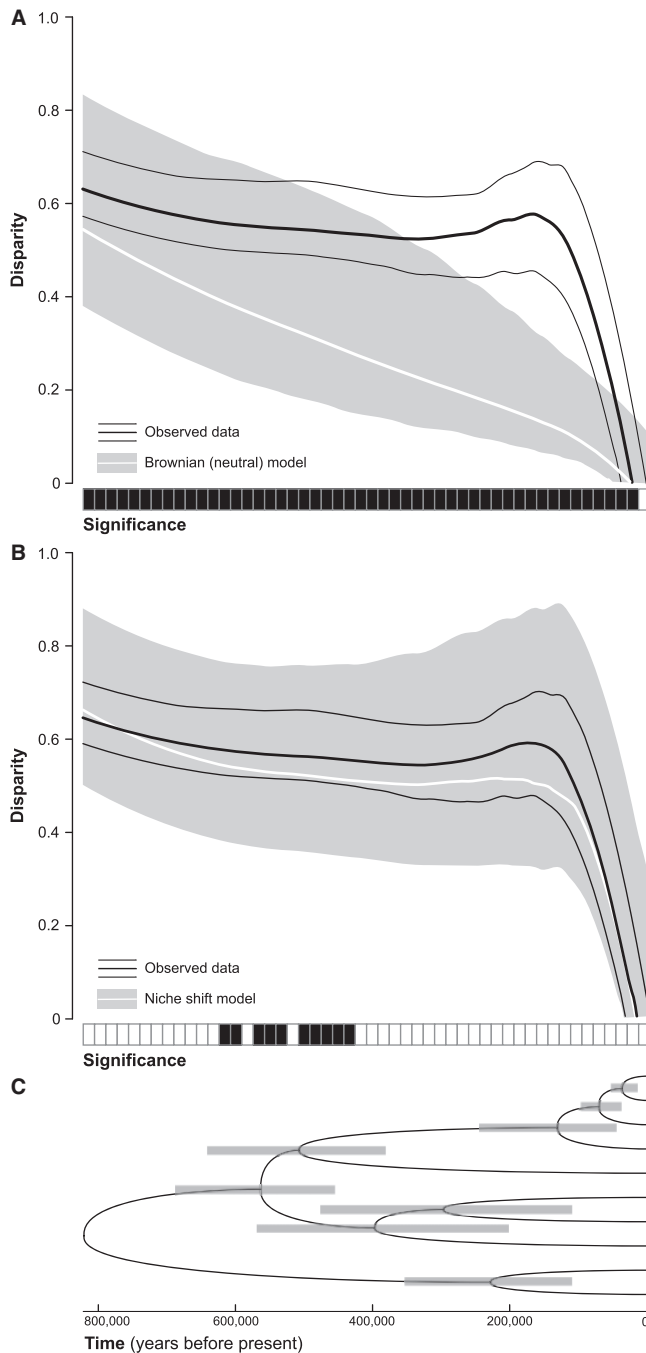 A
1.0
0.8
0.6
0.4
0.2
0
Disparity
Observed data
Brownian (neutral) model
Significance
B
1.0
0.8
0.6
0.4
0.2
0
Disparity
Observed data
Niche shift model
Significance
C
800,000 600,000 400,000 200,000 0
Time (years before present)